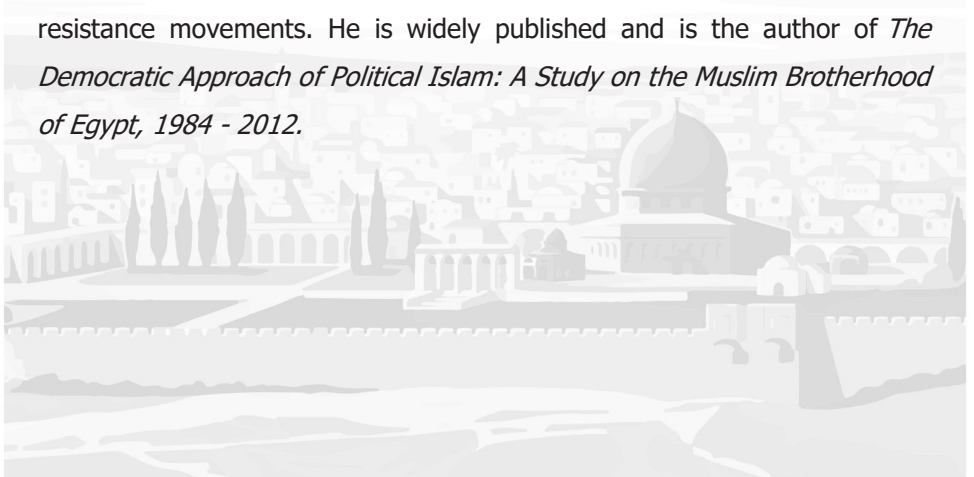 resistance movements. He is widely published and is the author of The
Democratic Approach of Political Islam: A Study on the Muslim Brotherhood
of Egypt, 1984 - 2012.